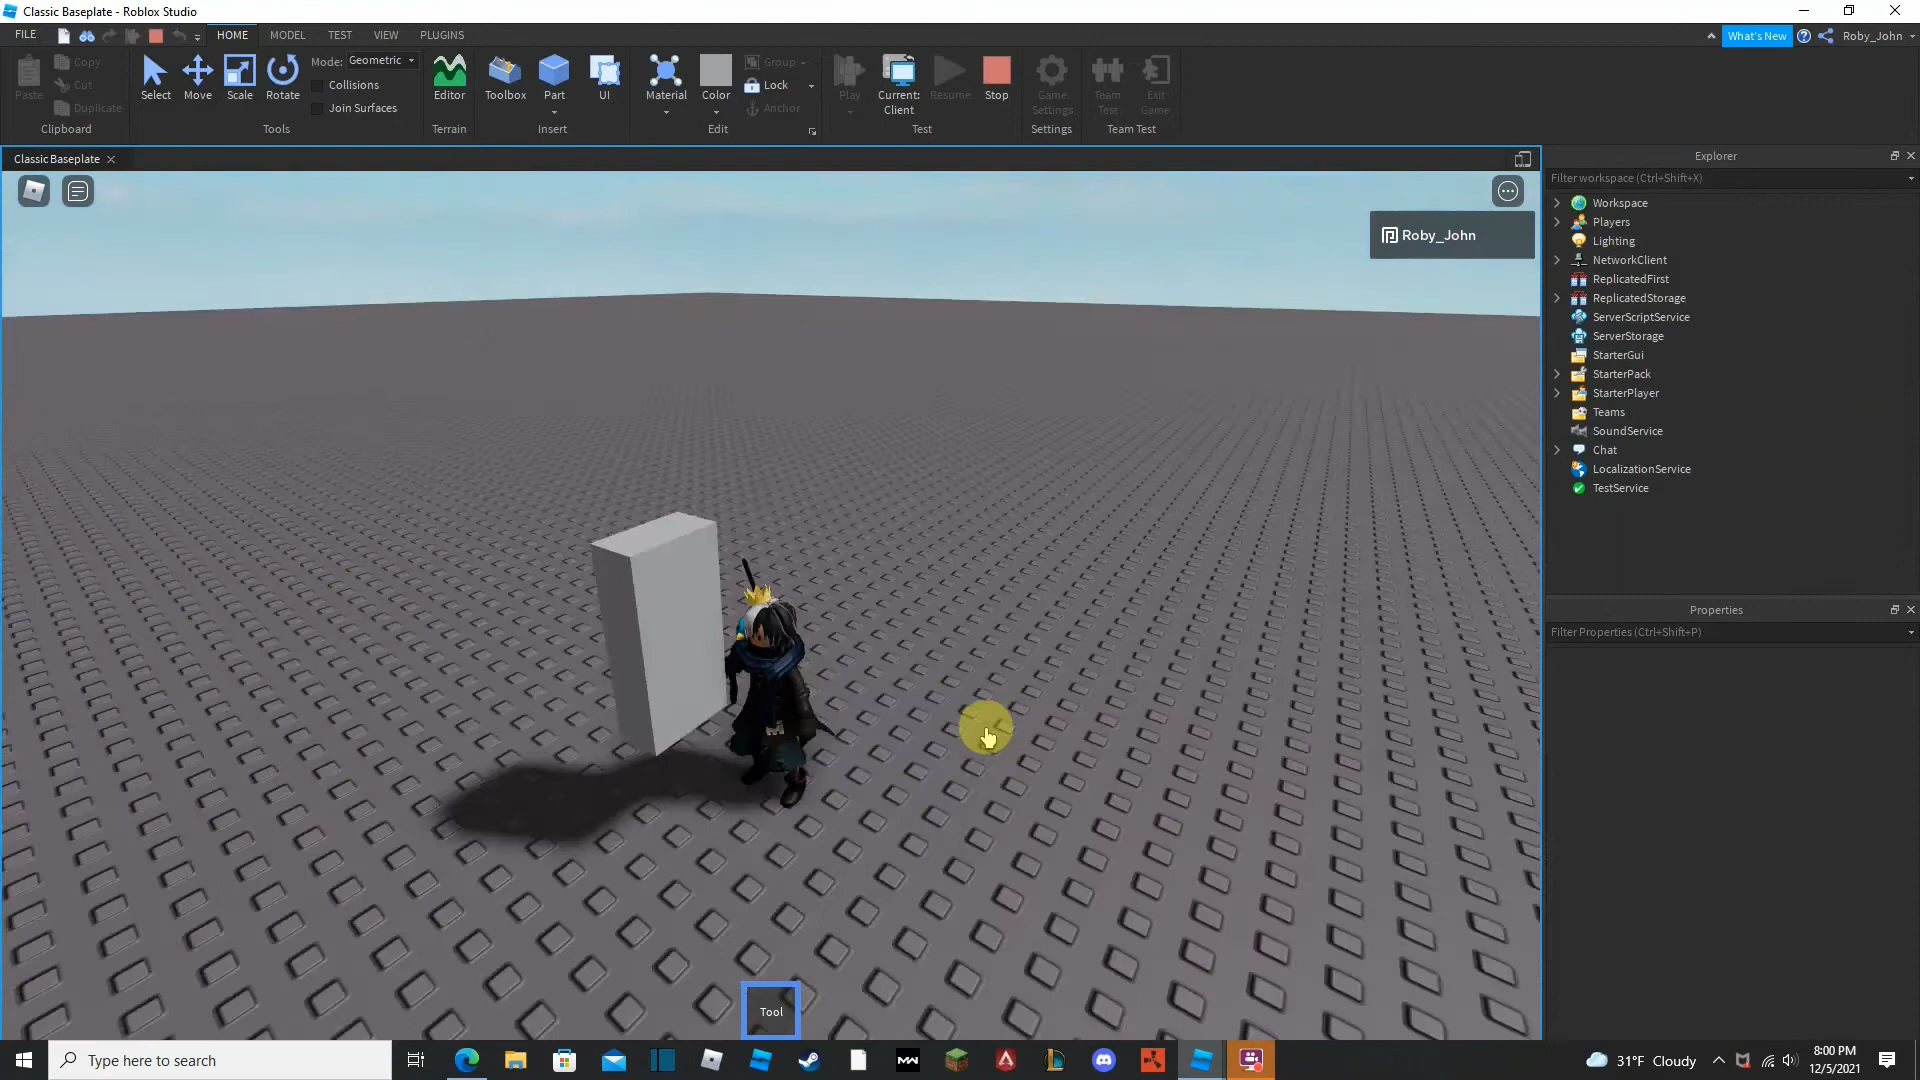 Classic Baseplate - Roblox Studio
FILE
HOME
MODEL
TEST
VIEW
PLUGINS
What's New
Roby_John
Paste
Copy
Cut
Duplicate
Clipboard
Select
Move
Scale
Rotate
Mode: Geometric
Collisions
Join Surfaces
Tools
Editor
Terrain
Toolbox
Part
UI
Insert
Material
Color
Group
Lock
Anchor
Edit
Play
Current:
Client
Resume
Stop
Test
Game
Settings
Settings
Team
Test
Exit
Game
Team Test
Classic Baseplate
Roby_John
Tool
Explorer
Filter workspace (Ctrl+Shift+X)
Workspace
Players
Lighting
NetworkClient
ReplicatedFirst
ReplicatedStorage
ServerScriptService
ServerStorage
StarterGui
StarterPack
StarterPlayer
Teams
SoundService
Chat
LocalizationService
TestService
Properties
Filter Properties (Ctrl+Shift+P)
Type here to search
MW
31°F Cloudy
8:00 PM
12/5/2021